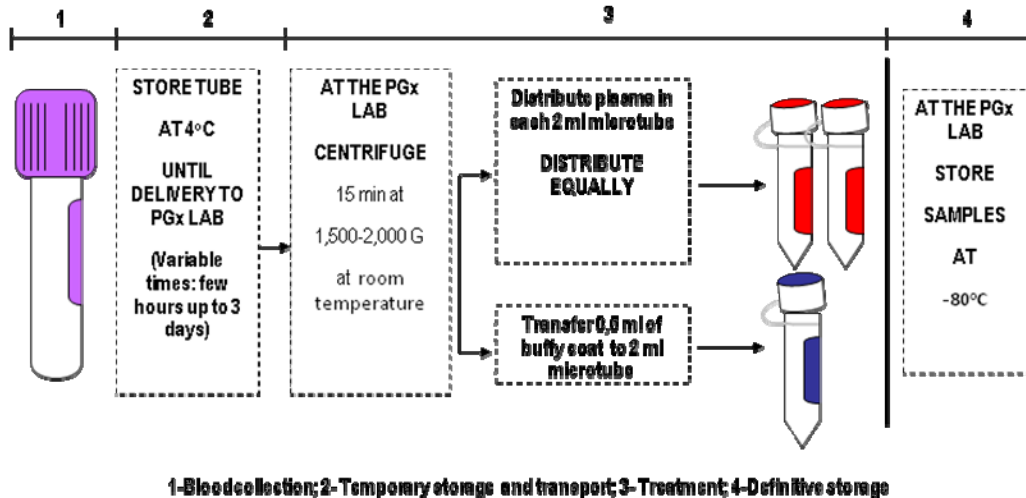 1
2
3
4
STORE TUBE
AT 4°C
UNTIL
DELIVERY TO
PGx LAB
(Variable
times: few
hours up to 3
days)
AT THE PGx
LAB
CENTRIFUGE
15 min at
1,500-2,000 G
at room
temperature
Distribute plasma in
each 2 ml microtube
DISTRIBUTE
EQUALLY
Transfer 0,5 ml of
buffy coat to 2 ml
microtube
AT THE PGx
LAB
STORE
SAMPLES
AT
-80°C
1-Blood collection; 2- Temporary storage and transport; 3- Treatment; 4-Definitive storage